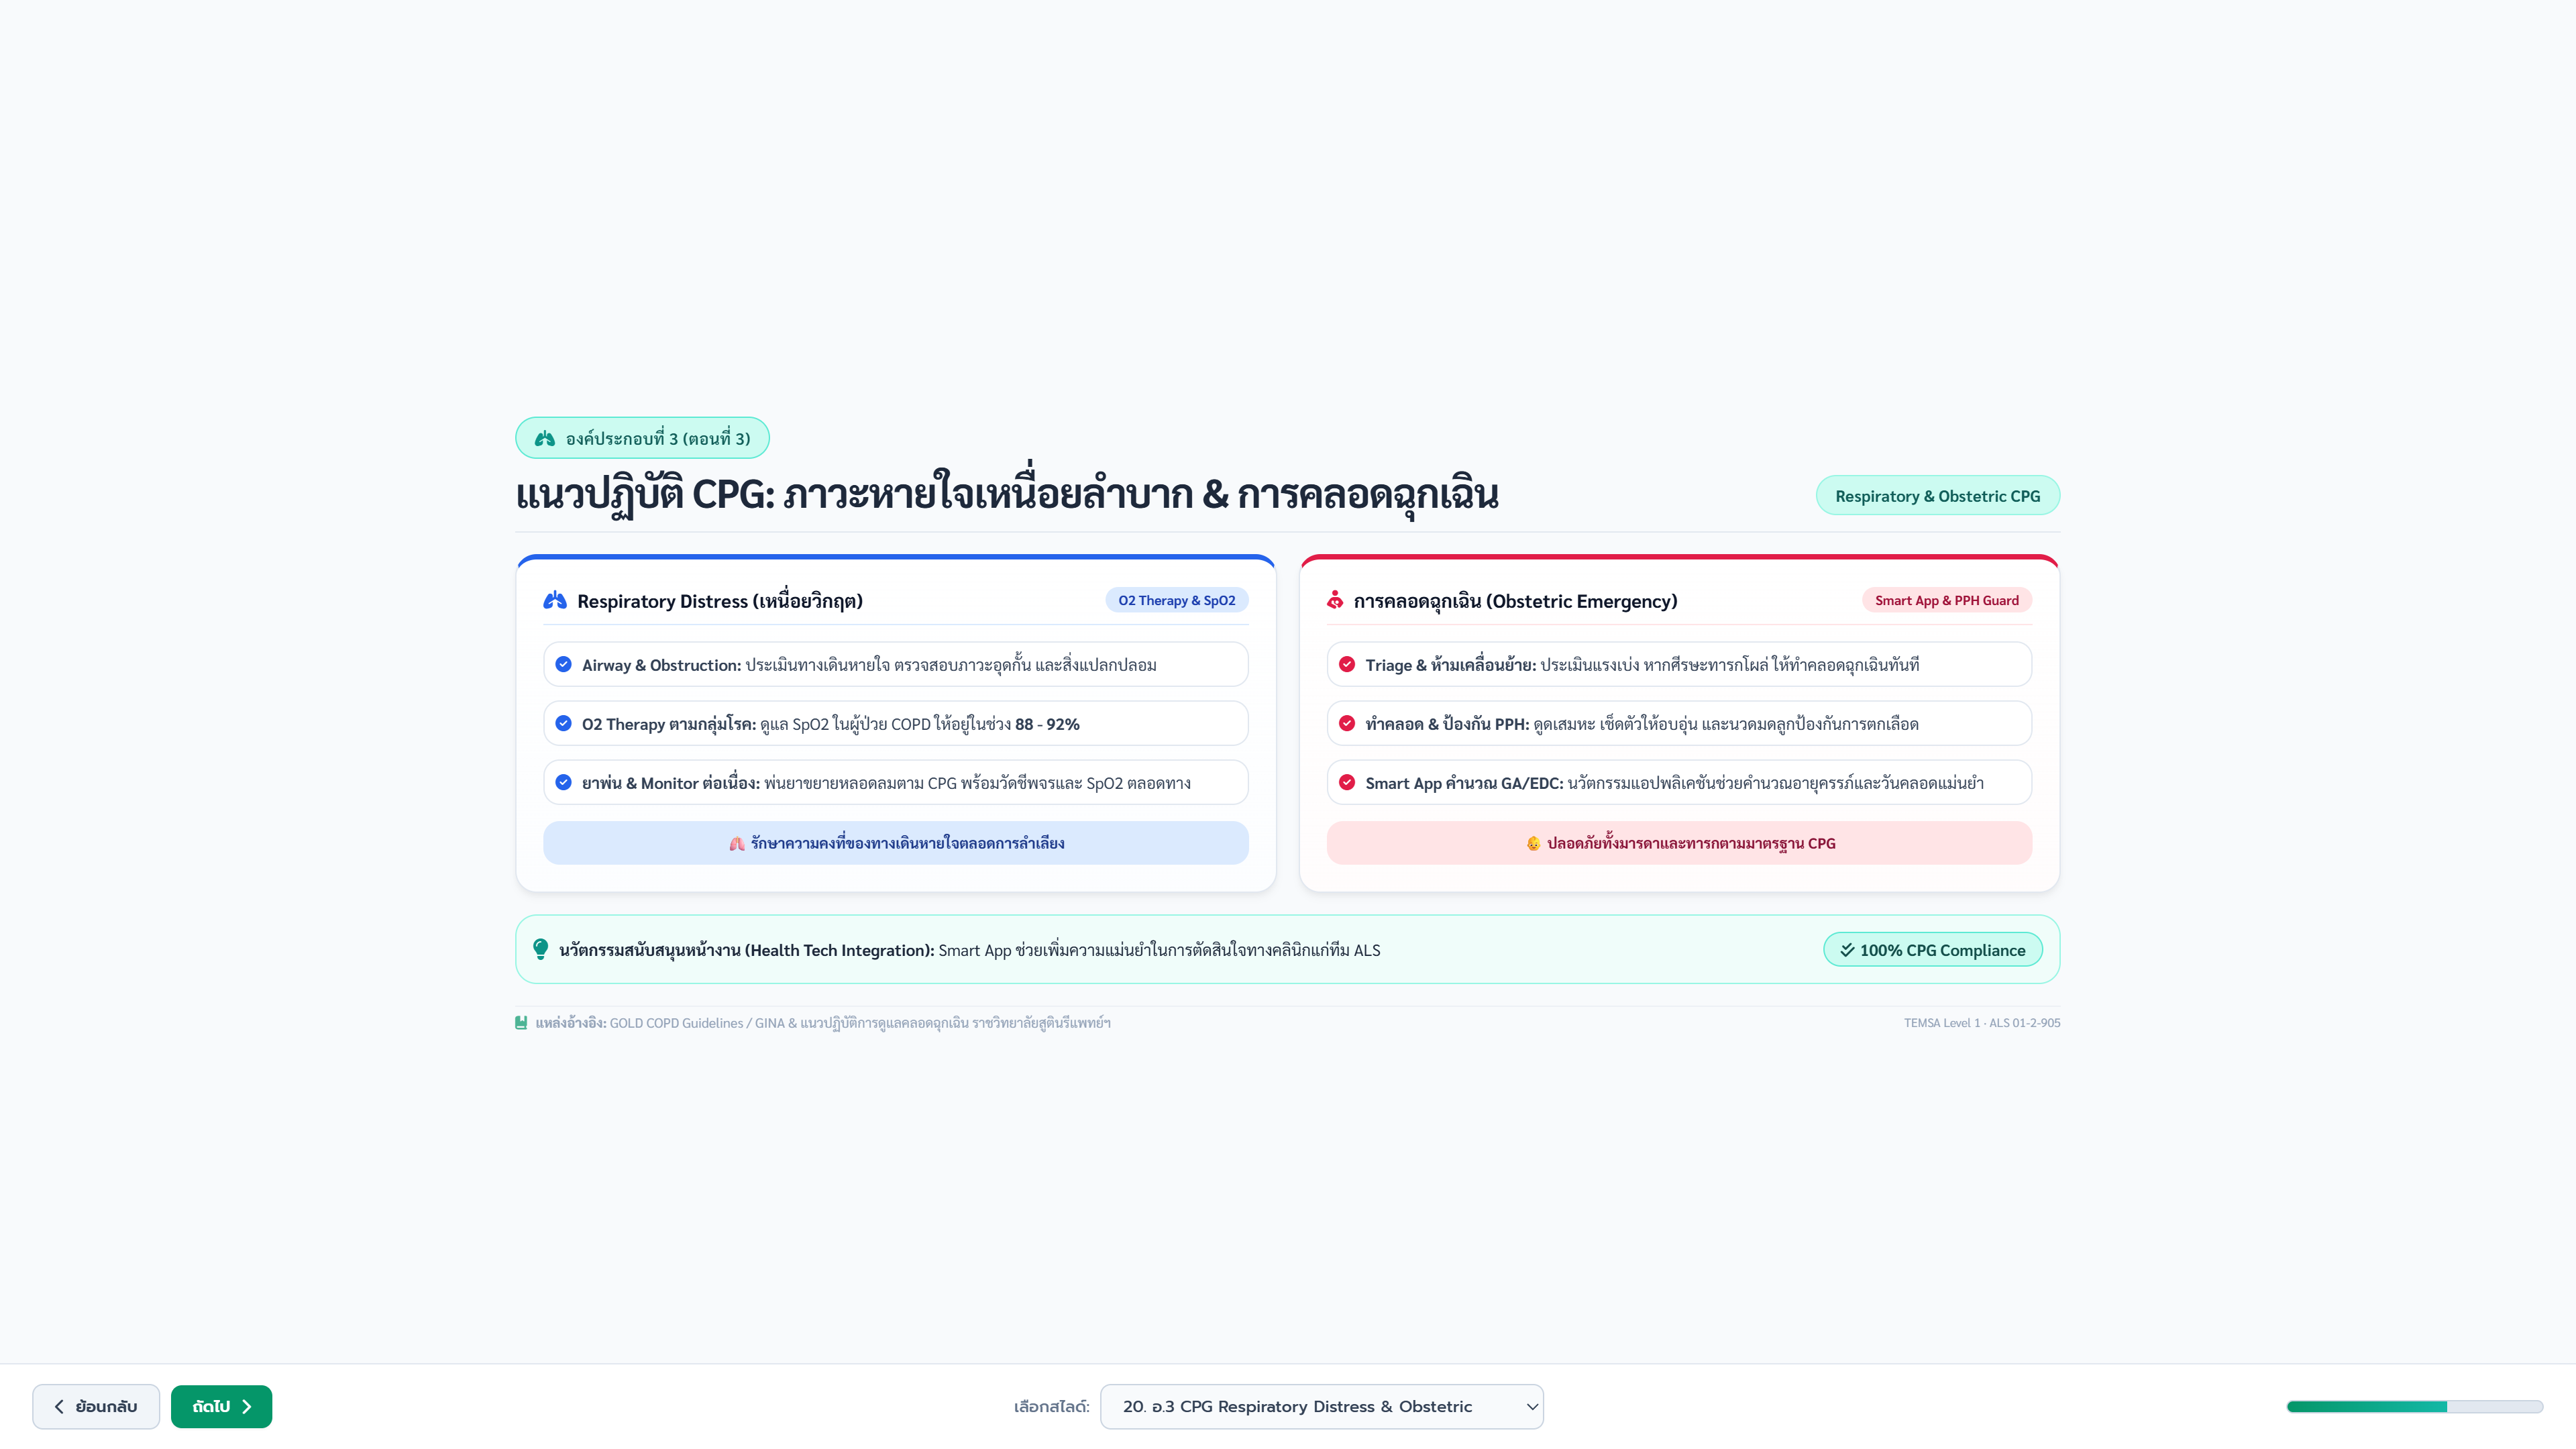 องค์ประกอบที่ 3 (ตอนที่ 3)
แนวปฏิบัติ CPG: ภาวะหายใจเหนื่อยลำบาก & การคลอดฉุกเฉิน
Respiratory & Obstetric CPG
Respiratory Distress (เหนื่อยวิกฤต)
O2 Therapy & SpO2
Airway & Obstruction: ประเมินทางเดินหายใจ ตรวจสอบภาวะอุดกั้น และสิ่งแปลกปลอม
O2 Therapy ตามกลุ่มโรค: ดูแล SpO2 ในผู้ป่วย COPD ให้อยู่ในช่วง 88 - 92%
ยาพ่น & Monitor ต่อเนื่อง: พ่นยาขยายหลอดลมตาม CPG พร้อมวัดชีพจรและ SpO2 ตลอดทาง
🫁 รักษาความคงที่ของทางเดินหายใจตลอดการลำเลียง
การคลอดฉุกเฉิน (Obstetric Emergency)
Smart App & PPH Guard
Triage & ห้ามเคลื่อนย้าย: ประเมินแรงเบ่ง หากศีรษะทารกโผล่ ให้ทำคลอดฉุกเฉินทันที
ทำคลอด & ป้องกัน PPH: ดูดเสมหะ เช็ดตัวให้อบอุ่น และนวดมดลูกป้องกันการตกเลือด
Smart App คำนวณ GA/EDC: นวัตกรรมแอปพลิเคชันช่วยคำนวณอายุครรภ์และวันคลอดแม่นยำ
👶 ปลอดภัยทั้งมารดาและทารกตามมาตรฐาน CPG
นวัตกรรมสนับสนุนหน้างาน (Health Tech Integration): Smart App ช่วยเพิ่มความแม่นยำในการตัดสินใจทางคลินิกแก่ทีม ALS
100% CPG Compliance
แหล่งอ้างอิง: GOLD COPD Guidelines / GINA & แนวปฏิบัติการดูแลคลอดฉุกเฉิน ราชวิทยาลัยสูตินรีแพทย์ฯ
TEMSA Level 1 · ALS 01-2-905
ย้อนกลับ
ถัดไป
เลือกสไลด์:
20. อ.3 CPG Respiratory Distress & Obstetric